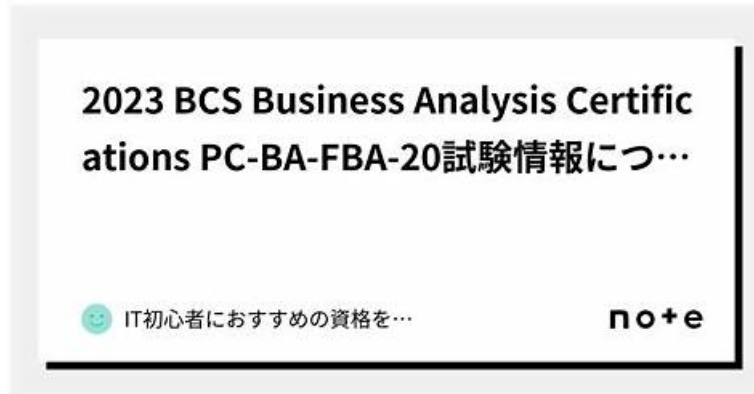 2023 BCS Business Analysis Certific
ations PC-BA-FBA-20試験情報につ…
IT初心者におすすめの資格を…
note